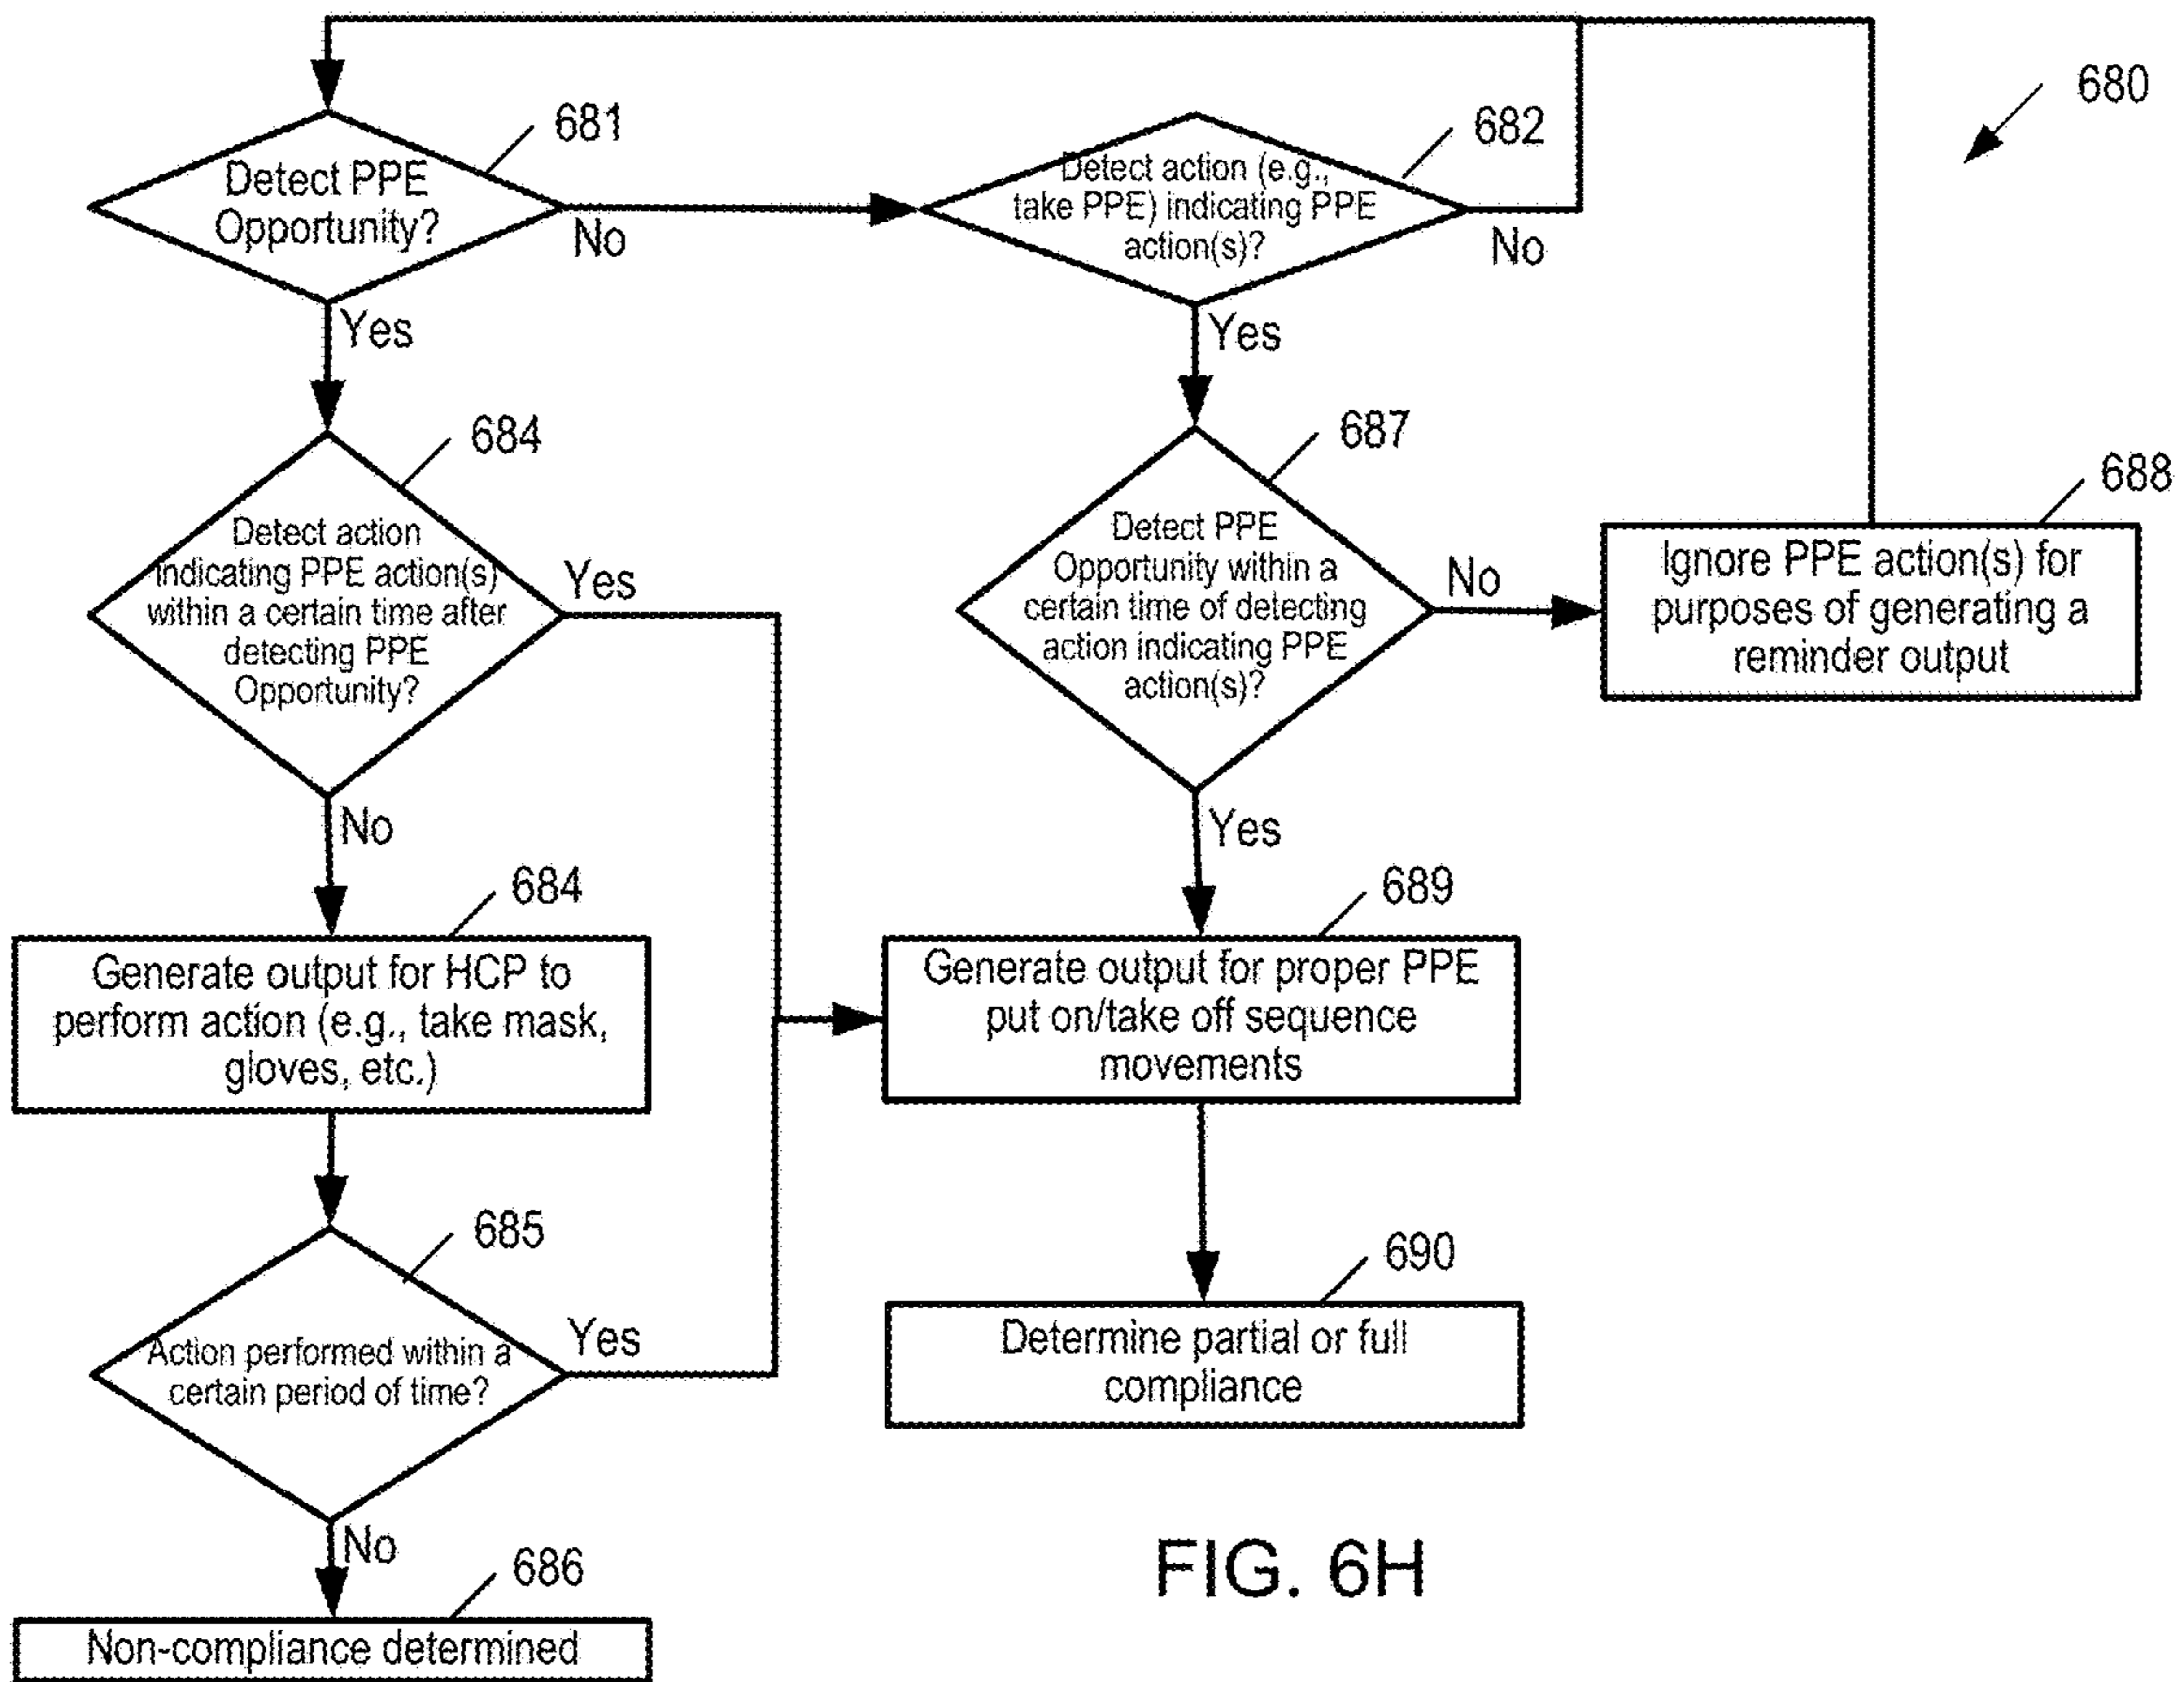 680
681
Detect PPE
Opportunity?
No
Yes
682
Detect action (e.g.,
take PPE) indicating PPE
action(s)?
No
Yes
684
Detect action
indicating PPE action(s)
within a certain time after
detecting PPE
Opportunity?
Yes
No
687
Detect PPE
Opportunity within a
certain time of detecting
action indicating PPE
action(s)?
No
Yes
688
Ignore PPE action(s) for
purposes of generating a
reminder output
684
Generate output for HCP to
perform action (e.g., take mask,
gloves, etc.)
689
Generate output for proper PPE
put on/take off sequence
movements
685
Action performed within a
certain period of time?
Yes
No
690
Determine partial or full
compliance
686
Non-compliance determined
FIG. 6H